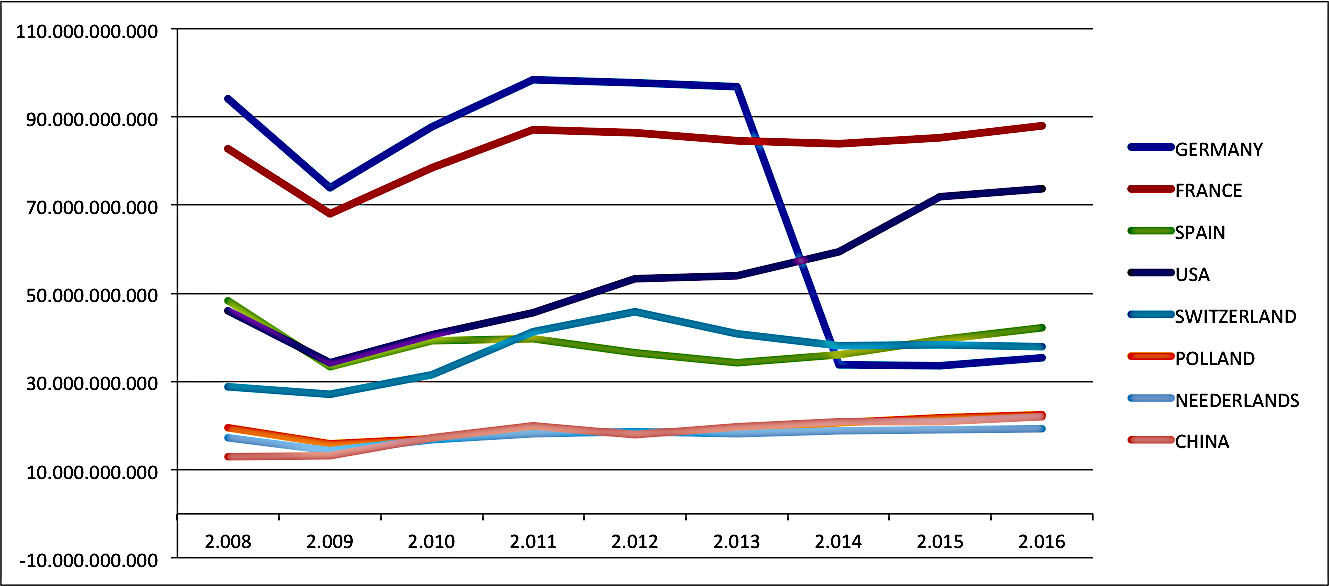 110.000.000.000
90.000.000.000
70.000.000.000
50.000.000.000
30.000.000.000
10.000.000.000
-10.000.000.000
2.008 2.009 2.010 2.011 2.012 2.013 2.014 2.015 2.016
GERMANY
FRANCE
SPAIN
USA
SWITZERLAND
POLLAND
NEEDERLANDS
CHINA